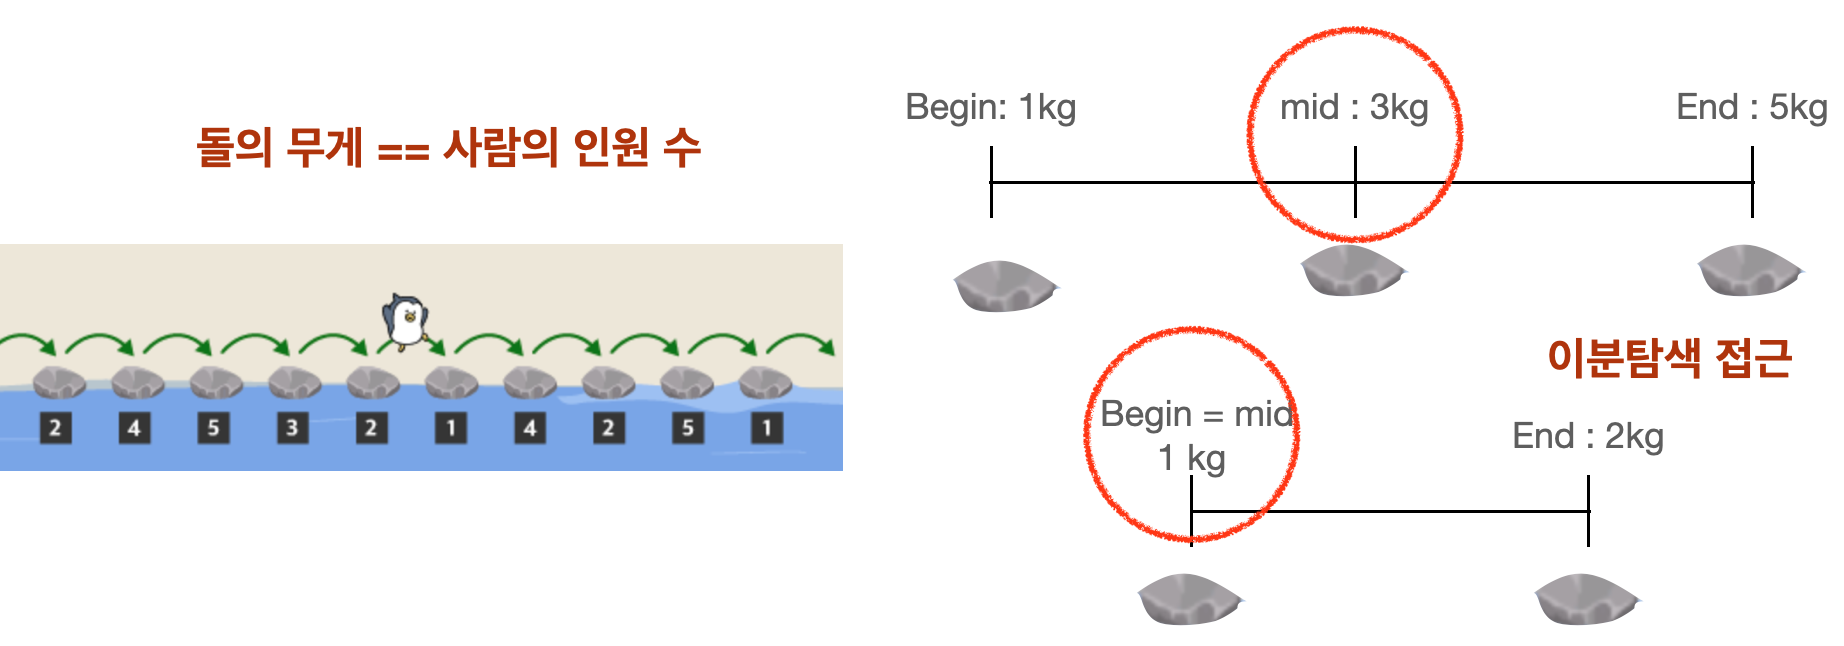 돌의 무게 == 사람의 인원 수
2 4 5 3 2 1 4 2 5 1
Begin: 1kg
mid : 3kg
End : 5kg
이분탐색 접근
Begin = mid
1 kg
End : 2kg